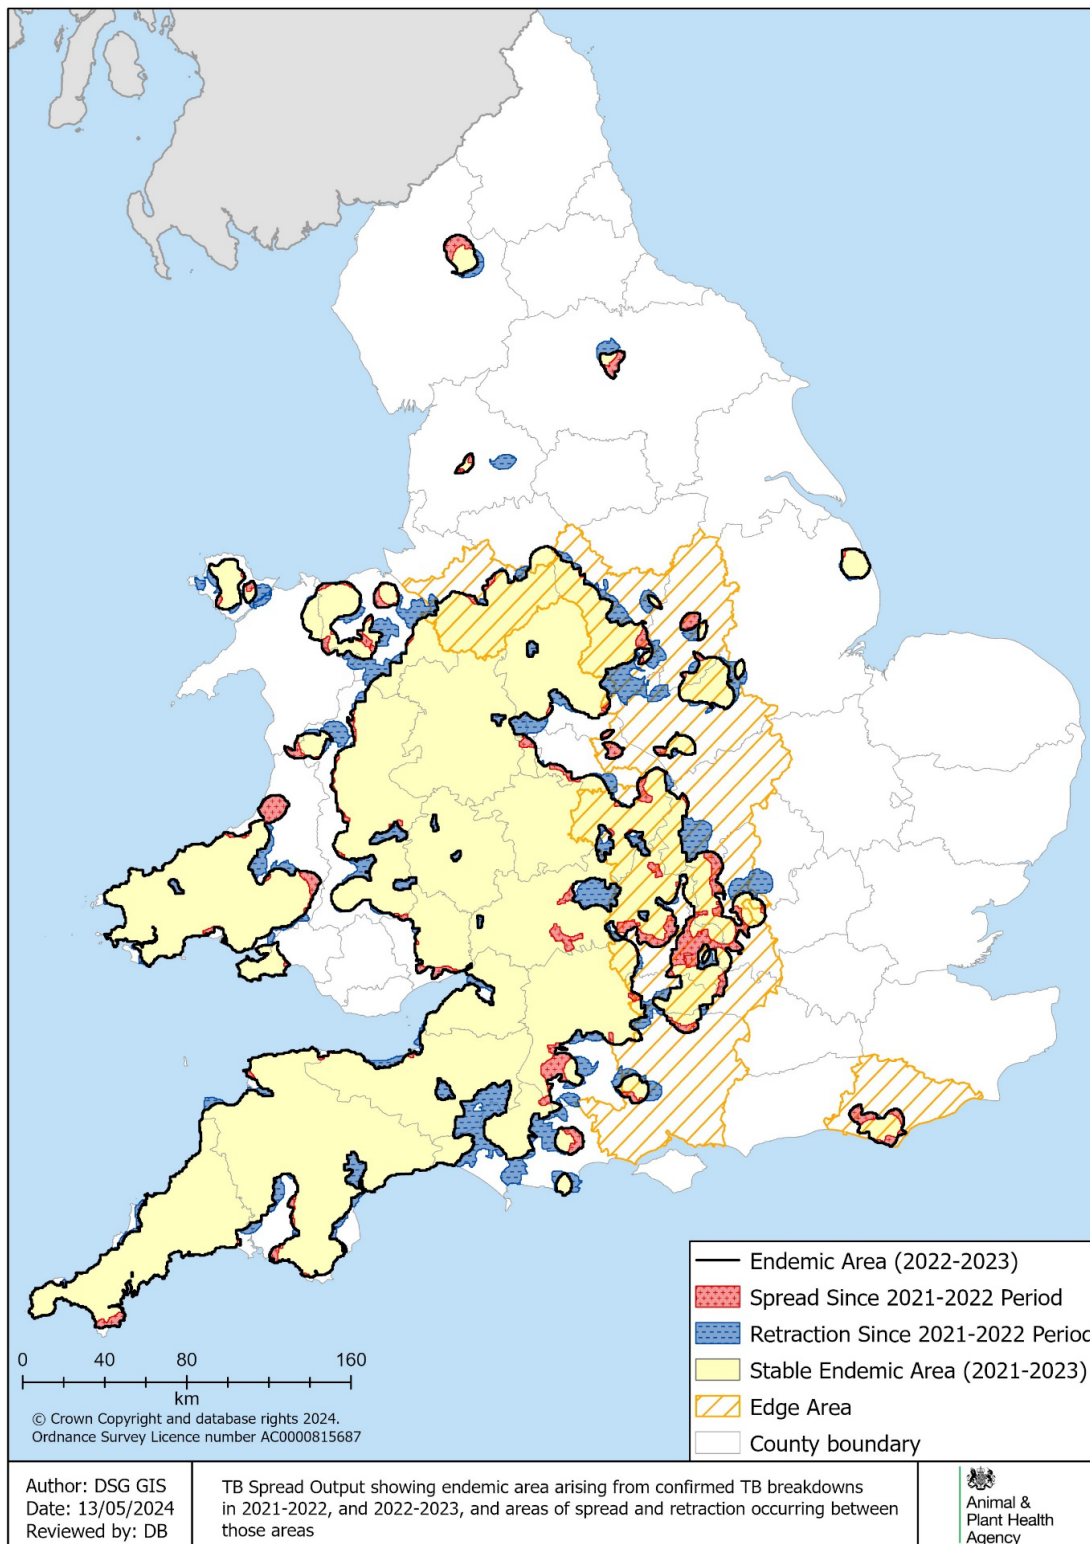 Endemic Area (2022-2023)
Spread Since 2021-2022 Period
Retraction Since 2021-2022 Period
Stable Endemic Area (2021-2023)
Edge Area
County boundary
0 40 80 160
km
© Crown Copyright and database rights 2024.
Ordnance Survey Licence number AC0000815687
Author: DSG GIS
Date: 13/05/2024
Reviewed by: DB
TB Spread Output showing endemic area arising from confirmed TB breakdowns
in 2021-2022, and 2022-2023, and areas of spread and retraction occurring between
those areas
Animal &
Plant Health
Agency